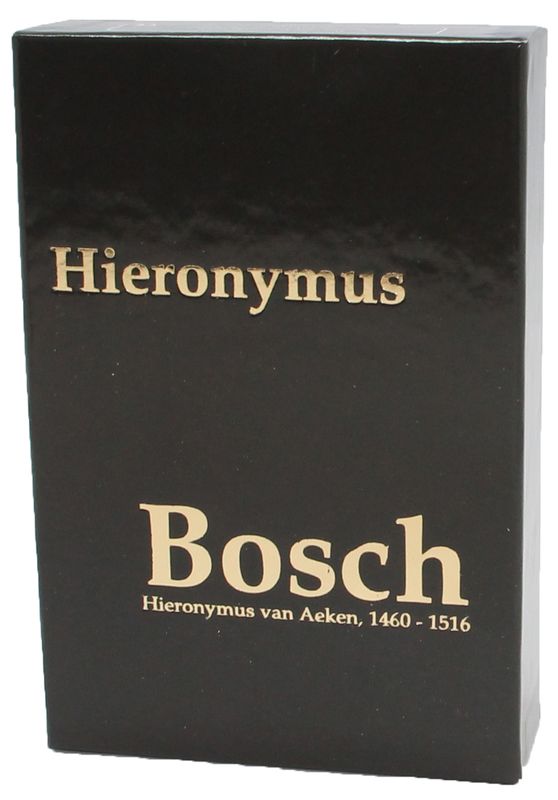 Hieronymus
Bosch
Hieronymus van Aeken, 1460 - 1516